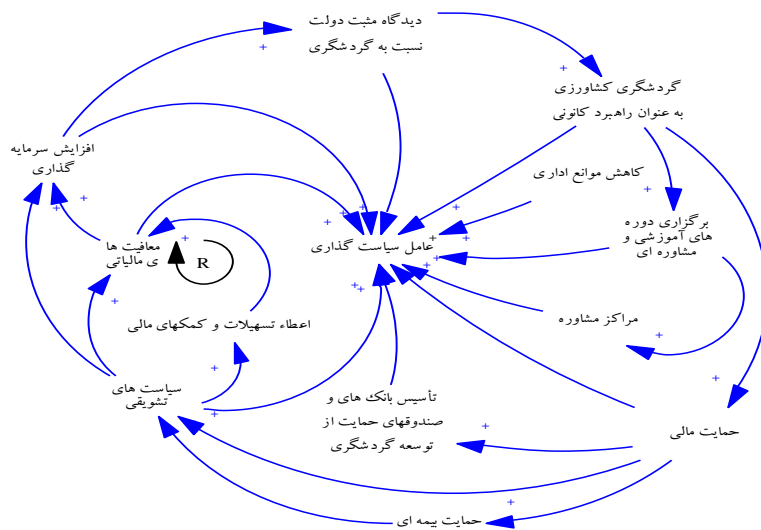 دیدگاه مثبت دولت
نسبت به گردشگری
گردشگری کشاورزی
به عنوان راهبرد کانونی
افزایش سرمایه
گذاری
کاهش موانع اداری
برگزاری دوره
های آموزشی و
مشاوره ای
عامل سیاست گذاری
معافیت ها
ی مالیاتی
R
مراکز مشاوره
اعطاء تسهیلات و کمکهای مالی
سیاست های
تشویقی
تأسیس بانک های و
صندوقهای حمایت از
توسعه گردشگری
حمایت مالی
حمایت بیمه ای